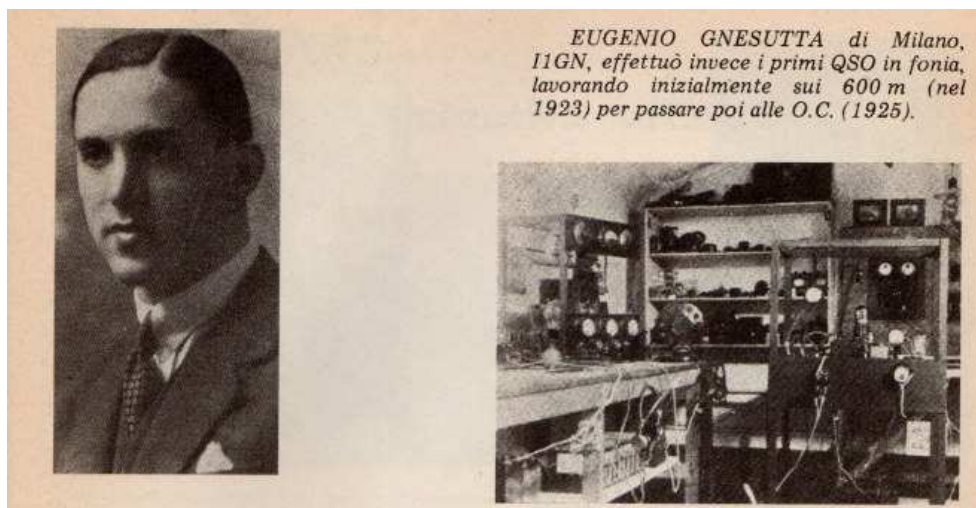 EUGENIO GNESUTTA di Milano,
I1GN, effettuò invece i primi QSO in fonia,
lavorando inizialmente sui 600 m (nel
1923) per passare poi alle O.C. (1925).